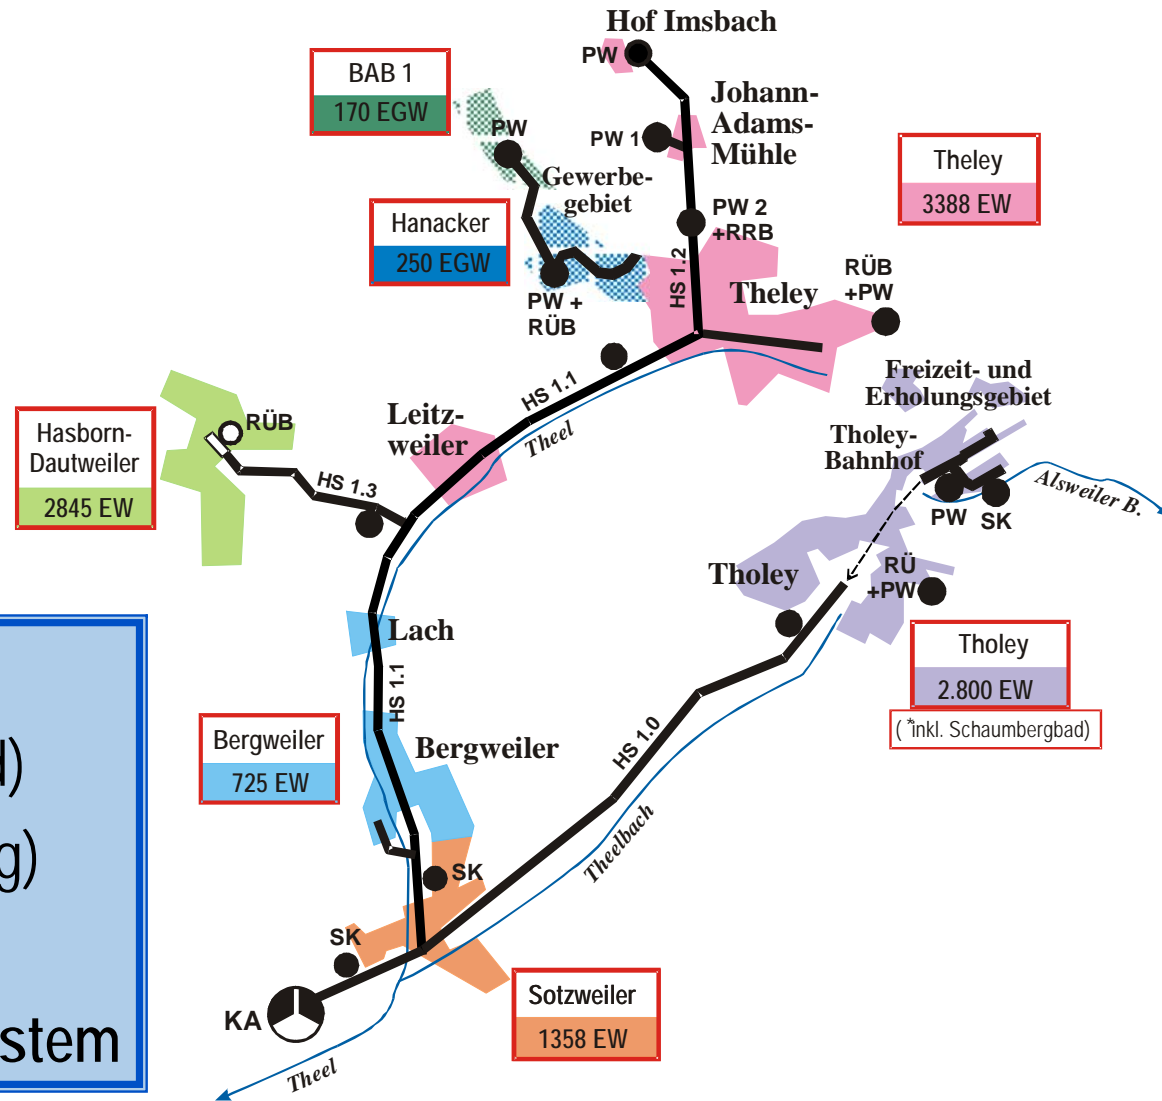 Hof Imsbach
PW
BAB 1
170 EGW
PW
Johann-
Adams-
Mühle
PW 1
Gewerbe-
gebiet
Theley
3388 EW
Hanacker
250 EGW
PW 2
+RRB
HS 1.2
PW +
RÜB
Theley
RÜB
+PW
HS 1.1
Theel
Freizeit- und
Erholungsgebiet
Tholey-
Bahnhof
Alsweiler B.
PW
SK
Leitz-
weiler
Hasborn-
Dautweiler
2845 EW
RÜB
HS 1.3
Tholey
RÜ
+PW
Tholey
2.800 EW
( *inkl. Schaumbergbad)
Lach
HS 1.1
Bergweiler
725 EW
Bergweiler
HS 1.0
Theelbach
SK
SK
KA
Sotzweiler
1358 EW
Theel
d)
g)
stem